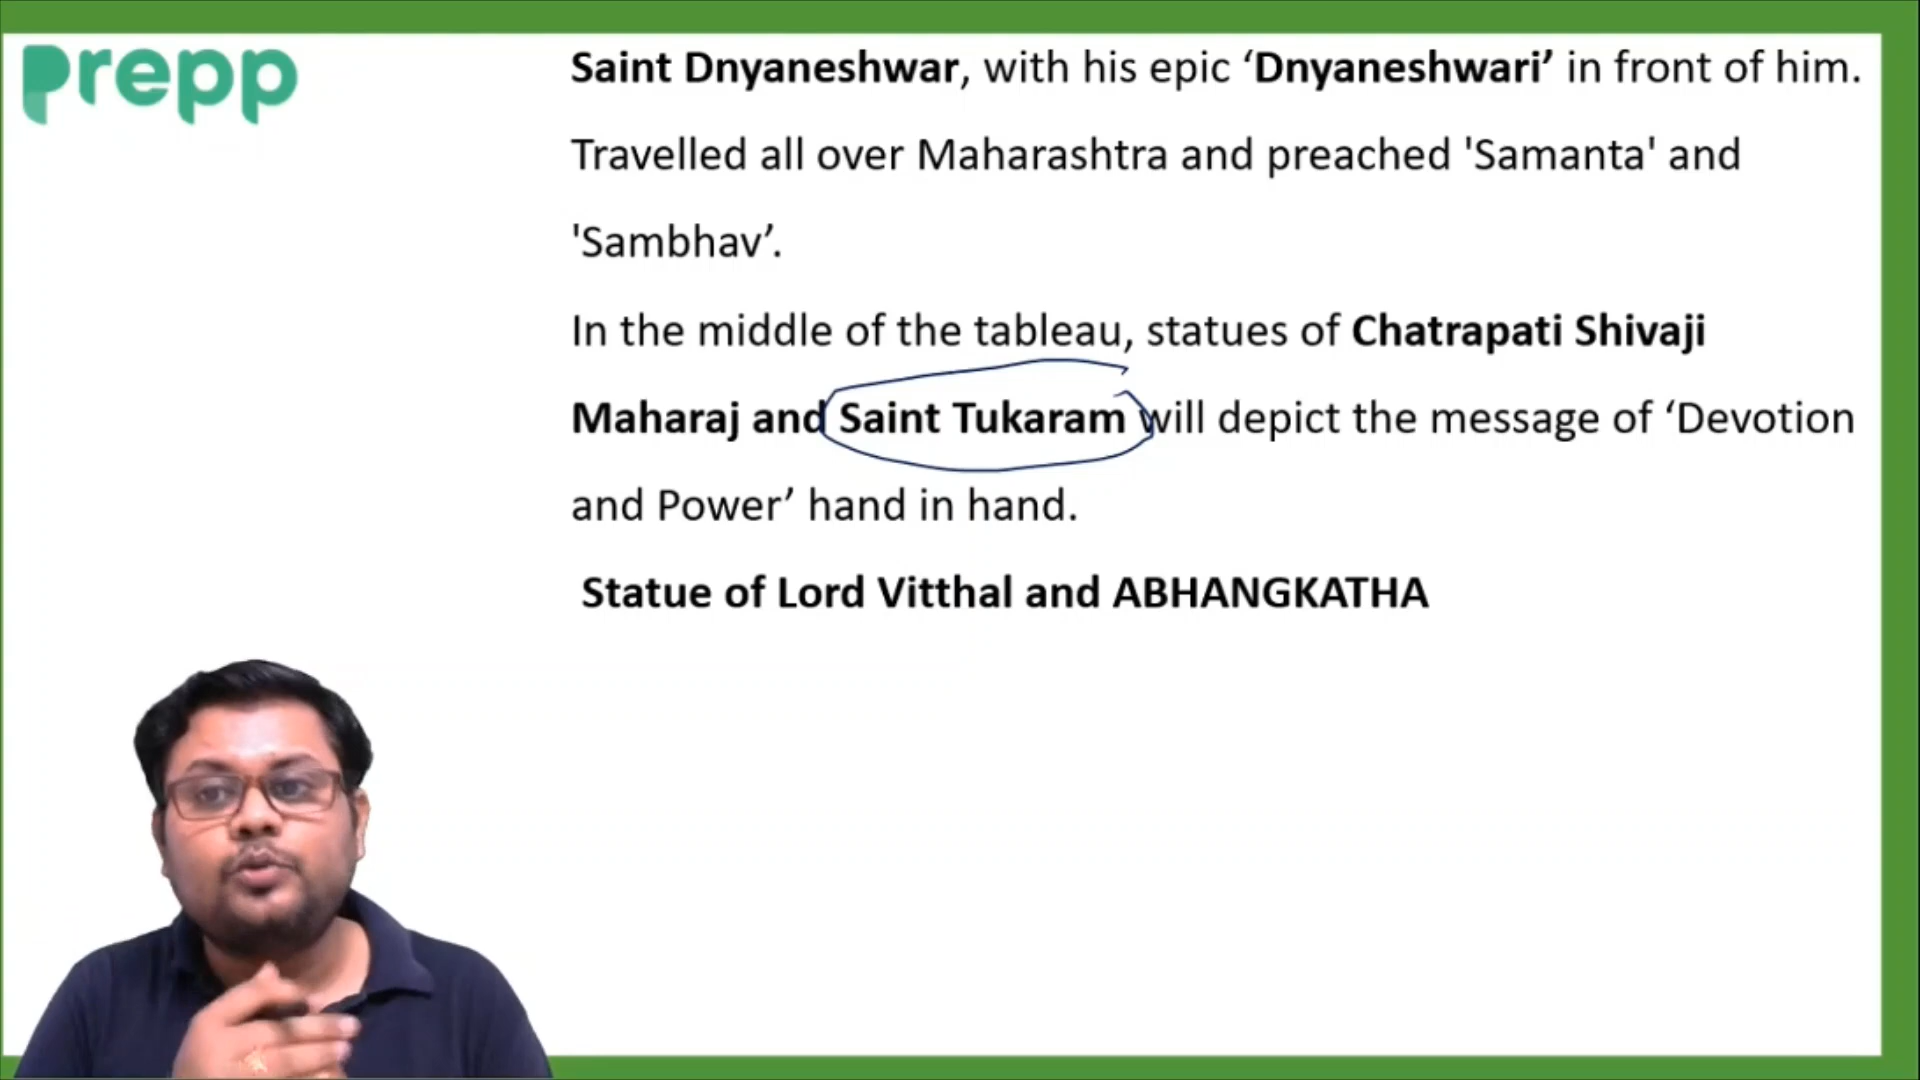 prepp
Saint Dnyaneshwar, with his epic ‘Dnyaneshwari’ in front of him.
Travelled all over Maharashtra and preached 'Samanta' and
'Sambhav’.
In the middle of the tableau, statues of Chatrapati Shivaji
Maharaj and Saint Tukaram will depict the message of ‘Devotion
and Power’ hand in hand.
Statue of Lord Vitthal and ABHANGKATHA